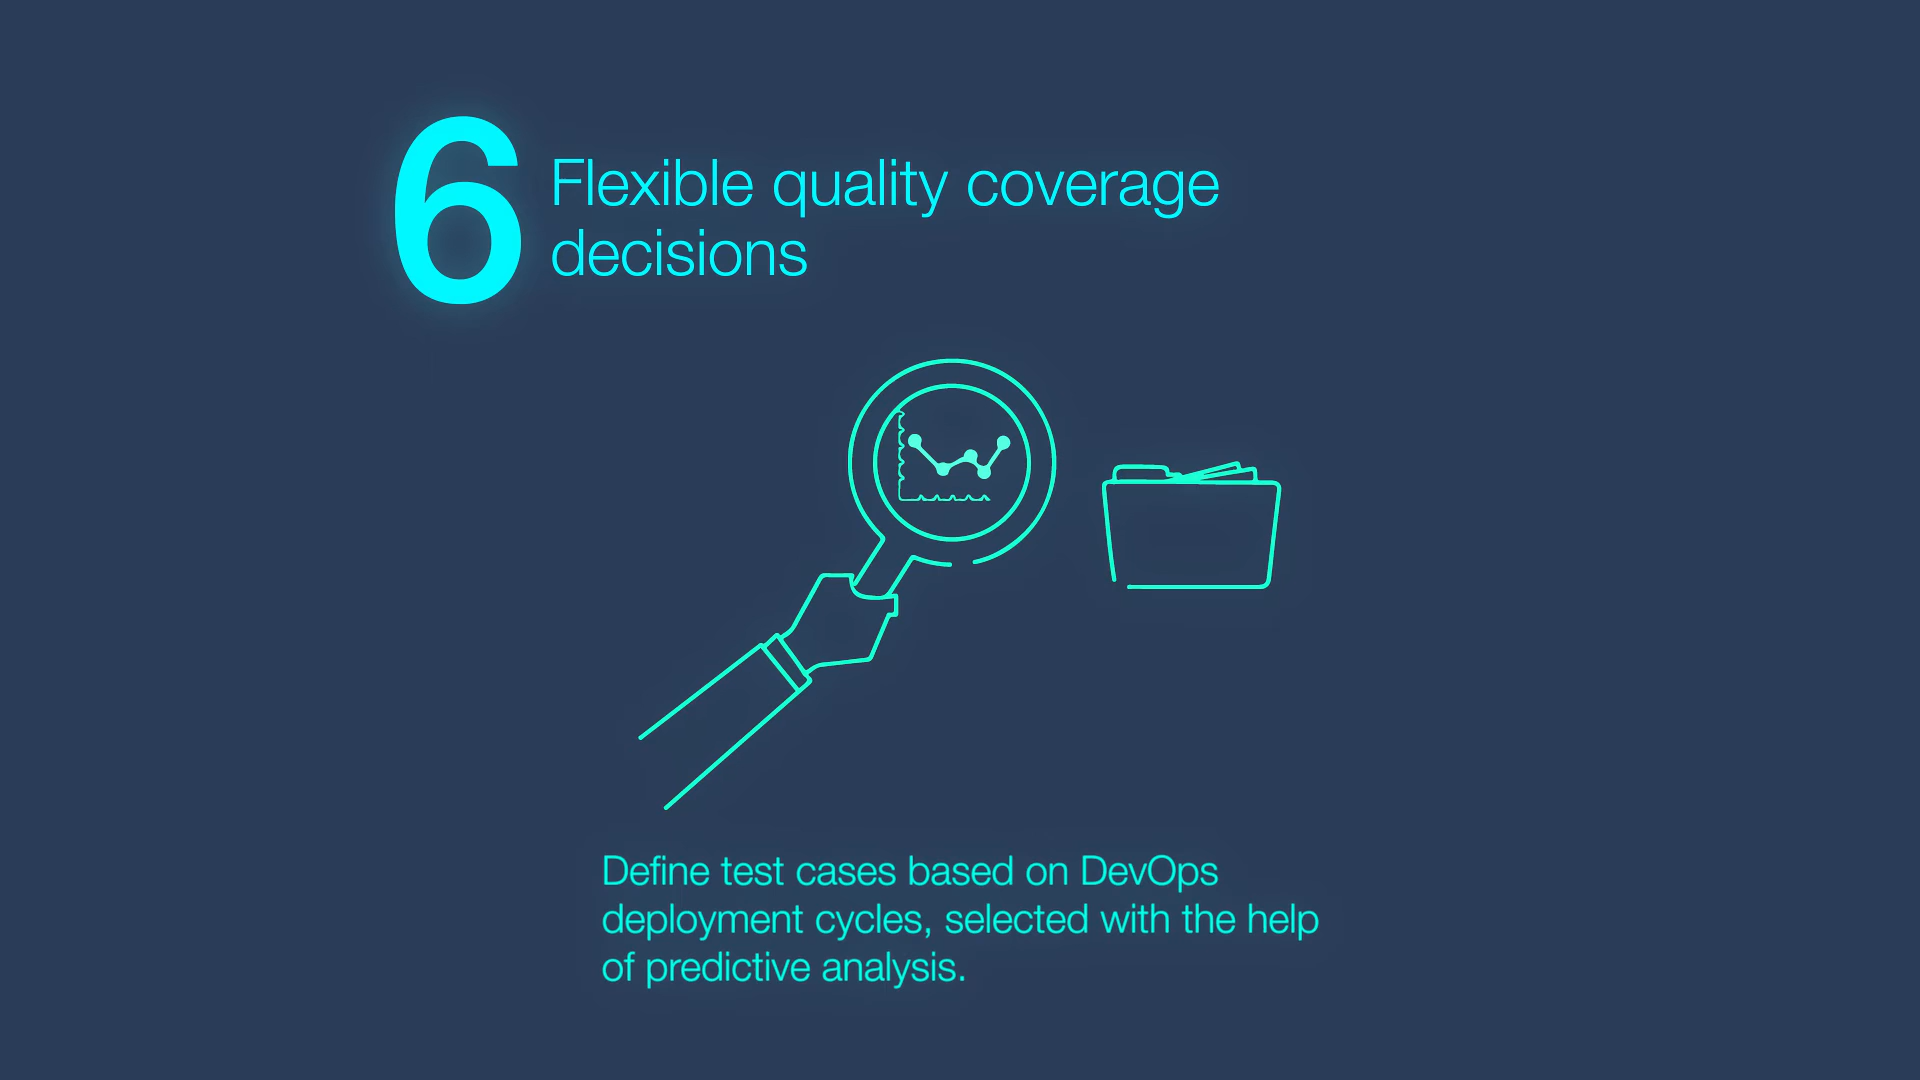 6
Flexible quality coverage
decisions
Define test cases based on DevOps
deployment cycles, selected with the help
of predictive analysis.